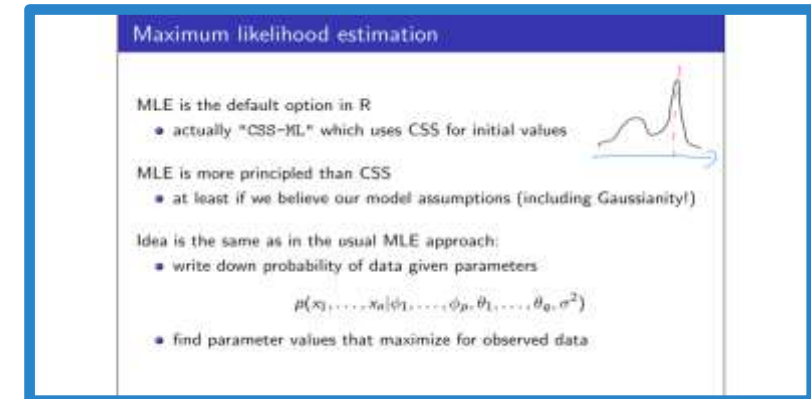 Maximum likelihood estimation
MLE is the default option in R
• actually "CSS-ML" which uses CSS for initial values
MLE is more principled than CSS
• at least if we believe our model assumptions (including Gaussianity!)
Idea is the same as in the usual MLE approach:
• write down probability of data given parameters
p(x₁, . . . , xₙ|ϕ₁, . . . , ϕₚ, θ₁, . . . , θ_q, σ²)
• find parameter values that maximize for observed data